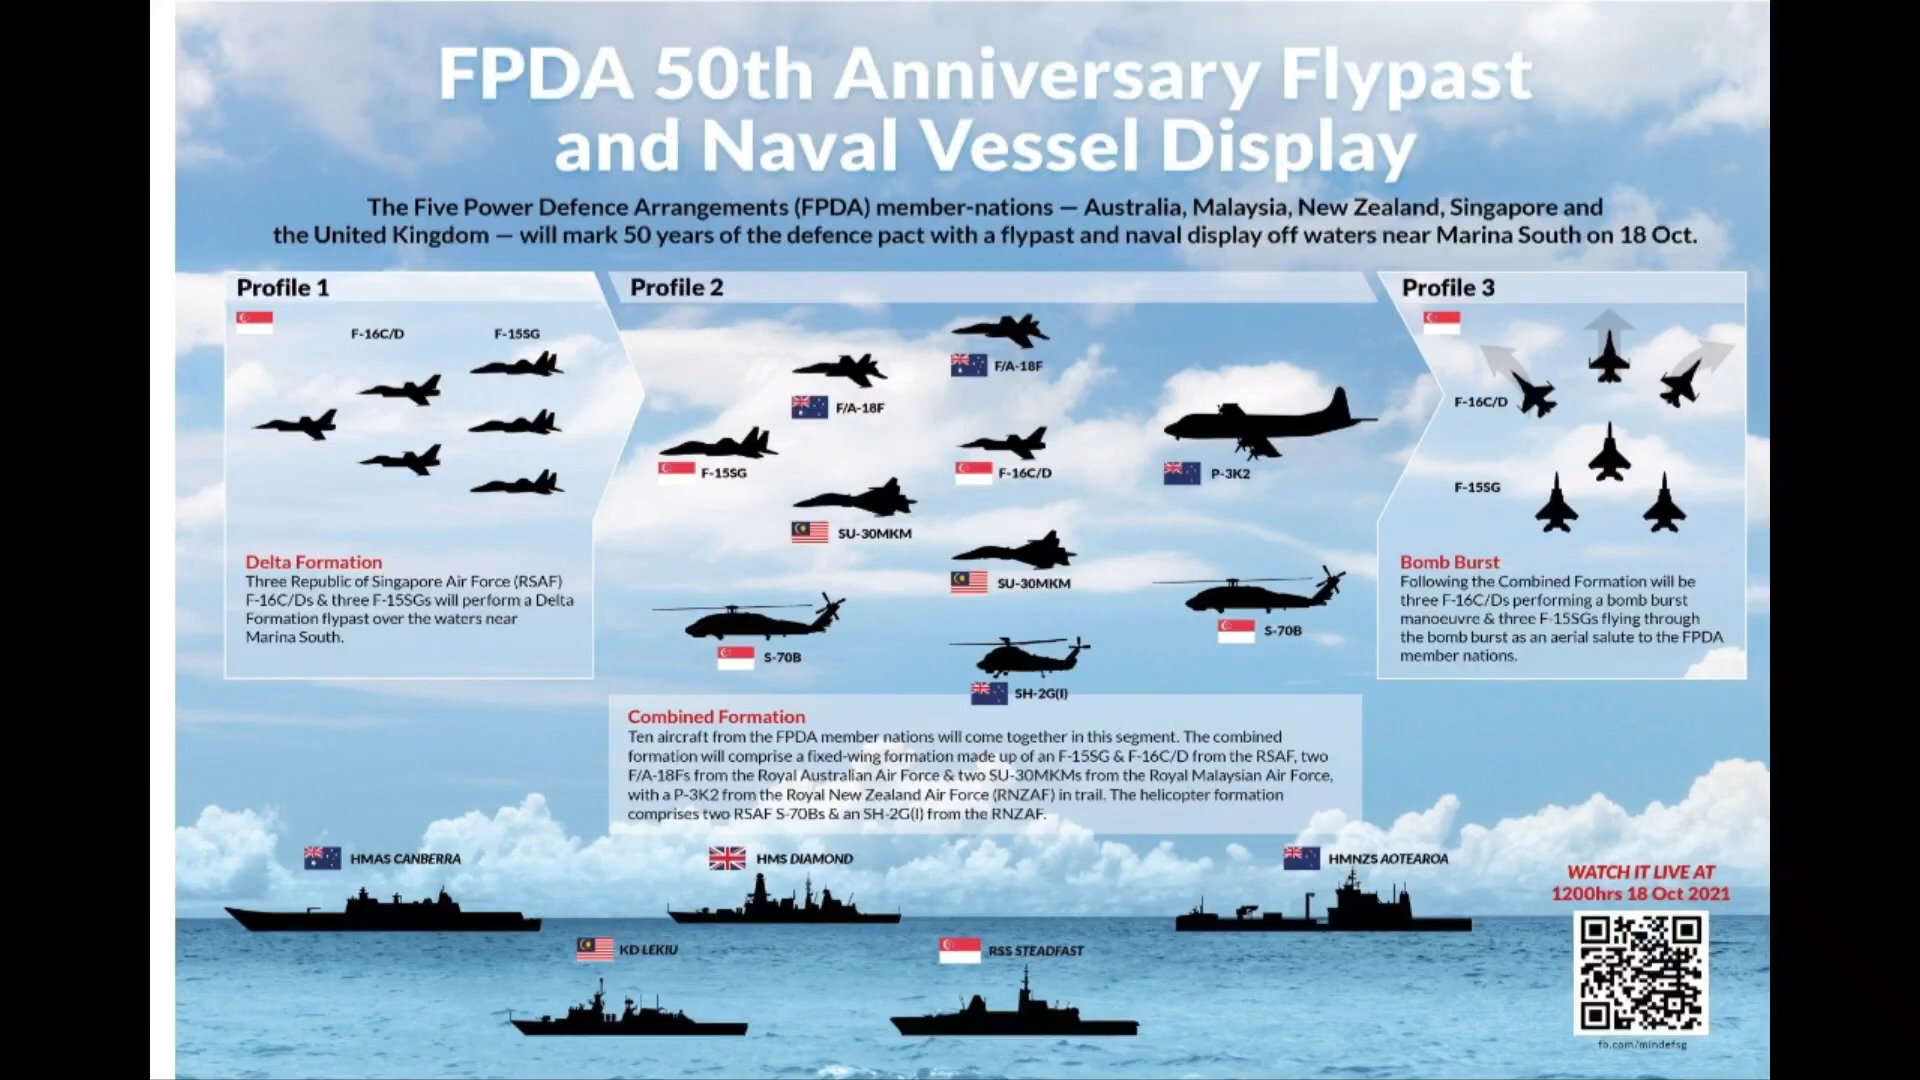 FPDA 50th Anniversary Flypast
and Naval Vessel Display
The Five Power Defence Arrangements (FPDA) member-nations — Australia, Malaysia, New Zealand, Singapore and
the United Kingdom — will mark 50 years of the defence pact with a flypast and naval display off waters near Marina South on 18 Oct.
Profile 1
F-16C/D
F-15SG
Delta Formation
Three Republic of Singapore Air Force (RSAF)
F-16C/Ds & three F-15SGs will perform a Delta
Formation flypast over the waters near
Marina South.
Profile 2
F/A-18F
F/A-18F
F-15SG
F-16C/D
P-3K2
SU-30MKM
SU-30MKM
S-70B
S-70B
SH-2G(I)
Combined Formation
Ten aircraft from the FPDA member nations will come together in this segment. The combined
formation will comprise a fixed-wing formation made up of an F-15SG & F-16C/D from the RSAF, two
F/A-18Fs from the Royal Australian Air Force & two SU-30MKMs from the Royal Malaysian Air Force,
with a P-3K2 from the Royal New Zealand Air Force (RNZAF) in trail. The helicopter formation
comprises two RSAF S-70Bs & an SH-2G(I) from the RNZAF.
Profile 3
F-16C/D
F-15SG
Bomb Burst
Following the Combined Formation will be
three F-16C/Ds performing a bomb burst
manoeuvre & three F-15SGs flying through
the bomb burst as an aerial salute to the FPDA
member nations.
HMAS CANBERRA
HMS DIAMOND
HMNZS AOTEAROA
KD LEKIU
RSS STEADFAST
WATCH IT LIVE AT
1200hrs 18 Oct 2021
fb.com/mindefsg